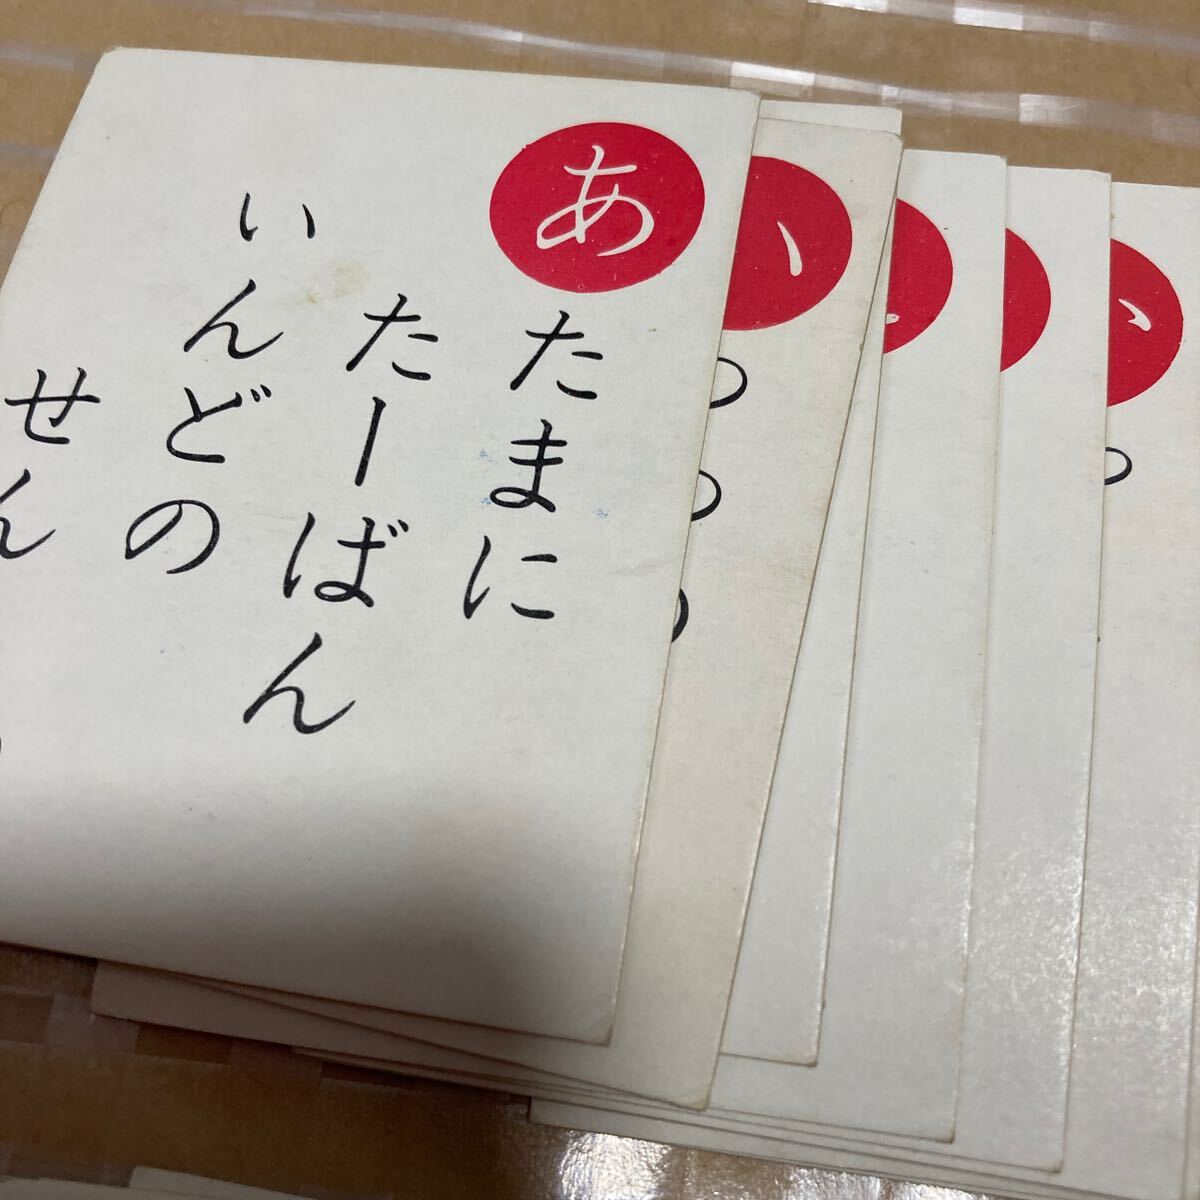 あたまに
たーばん
いんどの
せん